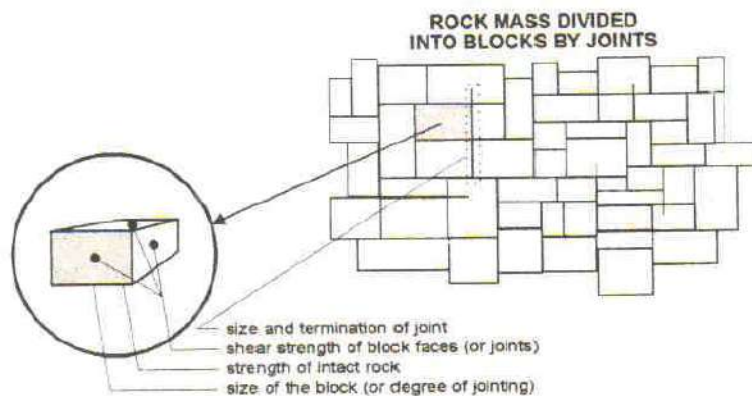 ROCK MASS DIVIDED
INTO BLOCKS BY JOINTS
size and termination of joint
shear strength of block faces (or joints)
strength of intact rock
size of the block (or degree of jointing)